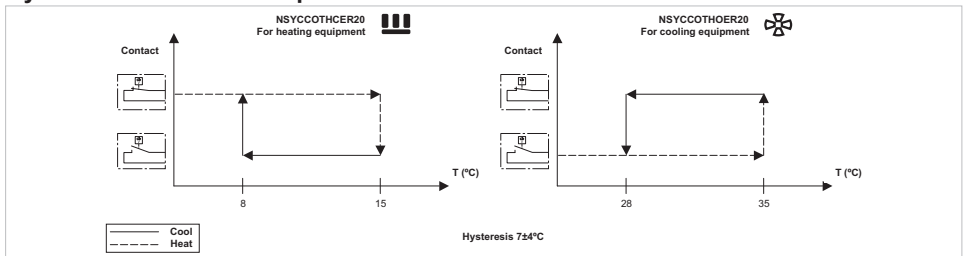 NSYCCOTHCER20
For heating equipment
Contact
T (ºC)
8
15
NSYCCOTHOER20
For cooling equipment
Contact
T (ºC)
28
35
Cool
Heat
Hysteresis 7±4ºC